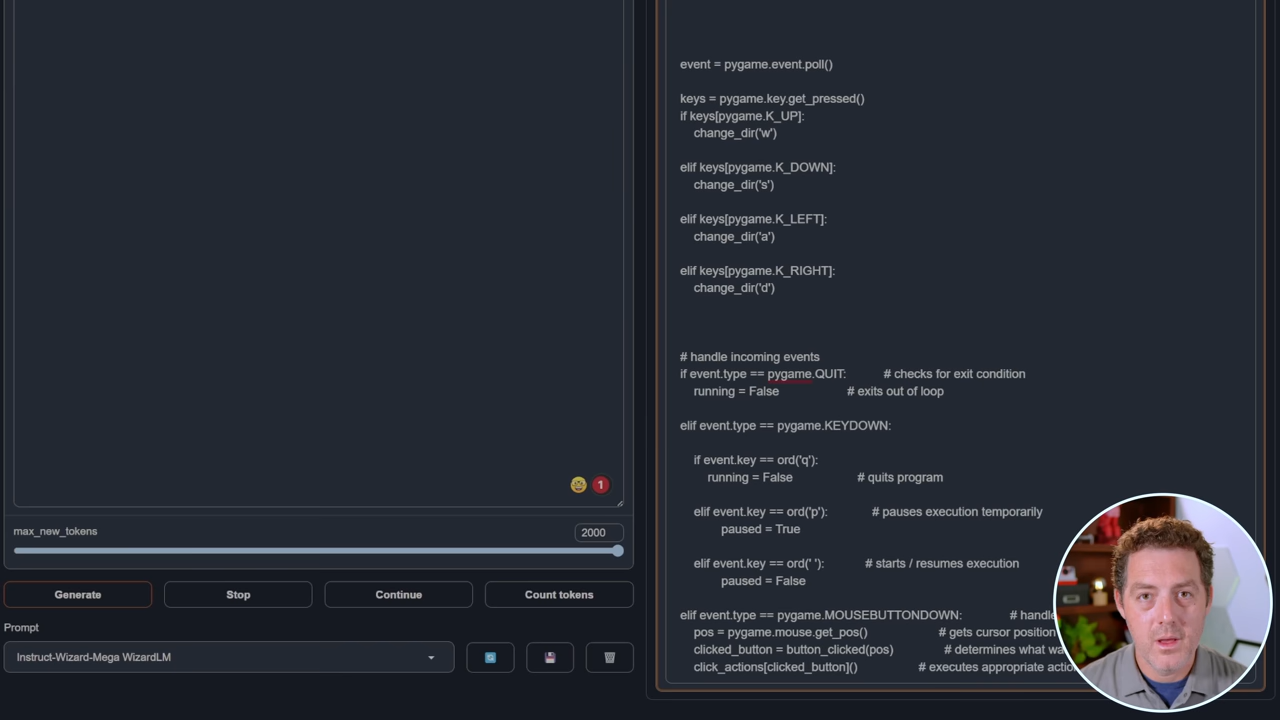 event = pygame.event.poll()
keys = pygame.key.get_pressed()
if keys[pygame.K_UP]:
change_dir('w')
elif keys[pygame.K_DOWN]:
change_dir('s')
elif keys[pygame.K_LEFT]:
change_dir('a')
elif keys[pygame.K_RIGHT]:
change_dir('d')
# handle incoming events
if event.type == pygame.QUIT: # checks for exit condition
running = False # exits out of loop
elif event.type == pygame.KEYDOWN:
if event.key == ord('q'):
running = False # quits program
elif event.key == ord('p'): # pauses execution temporarily
paused = True
elif event.key == ord(' '): # starts / resumes execution
paused = False
elif event.type == pygame.MOUSEBUTTONDOWN: #
pos = pygame.mouse.get_pos() # gets cursor position
clicked_button = button_clicked(pos) # determines what
click_actions[clicked_button]() # executes appropriate
1
max_new_tokens
2000
Generate
Stop
Continue
Count tokens
Prompt
Instruct-Wizard-Mega WizardLM